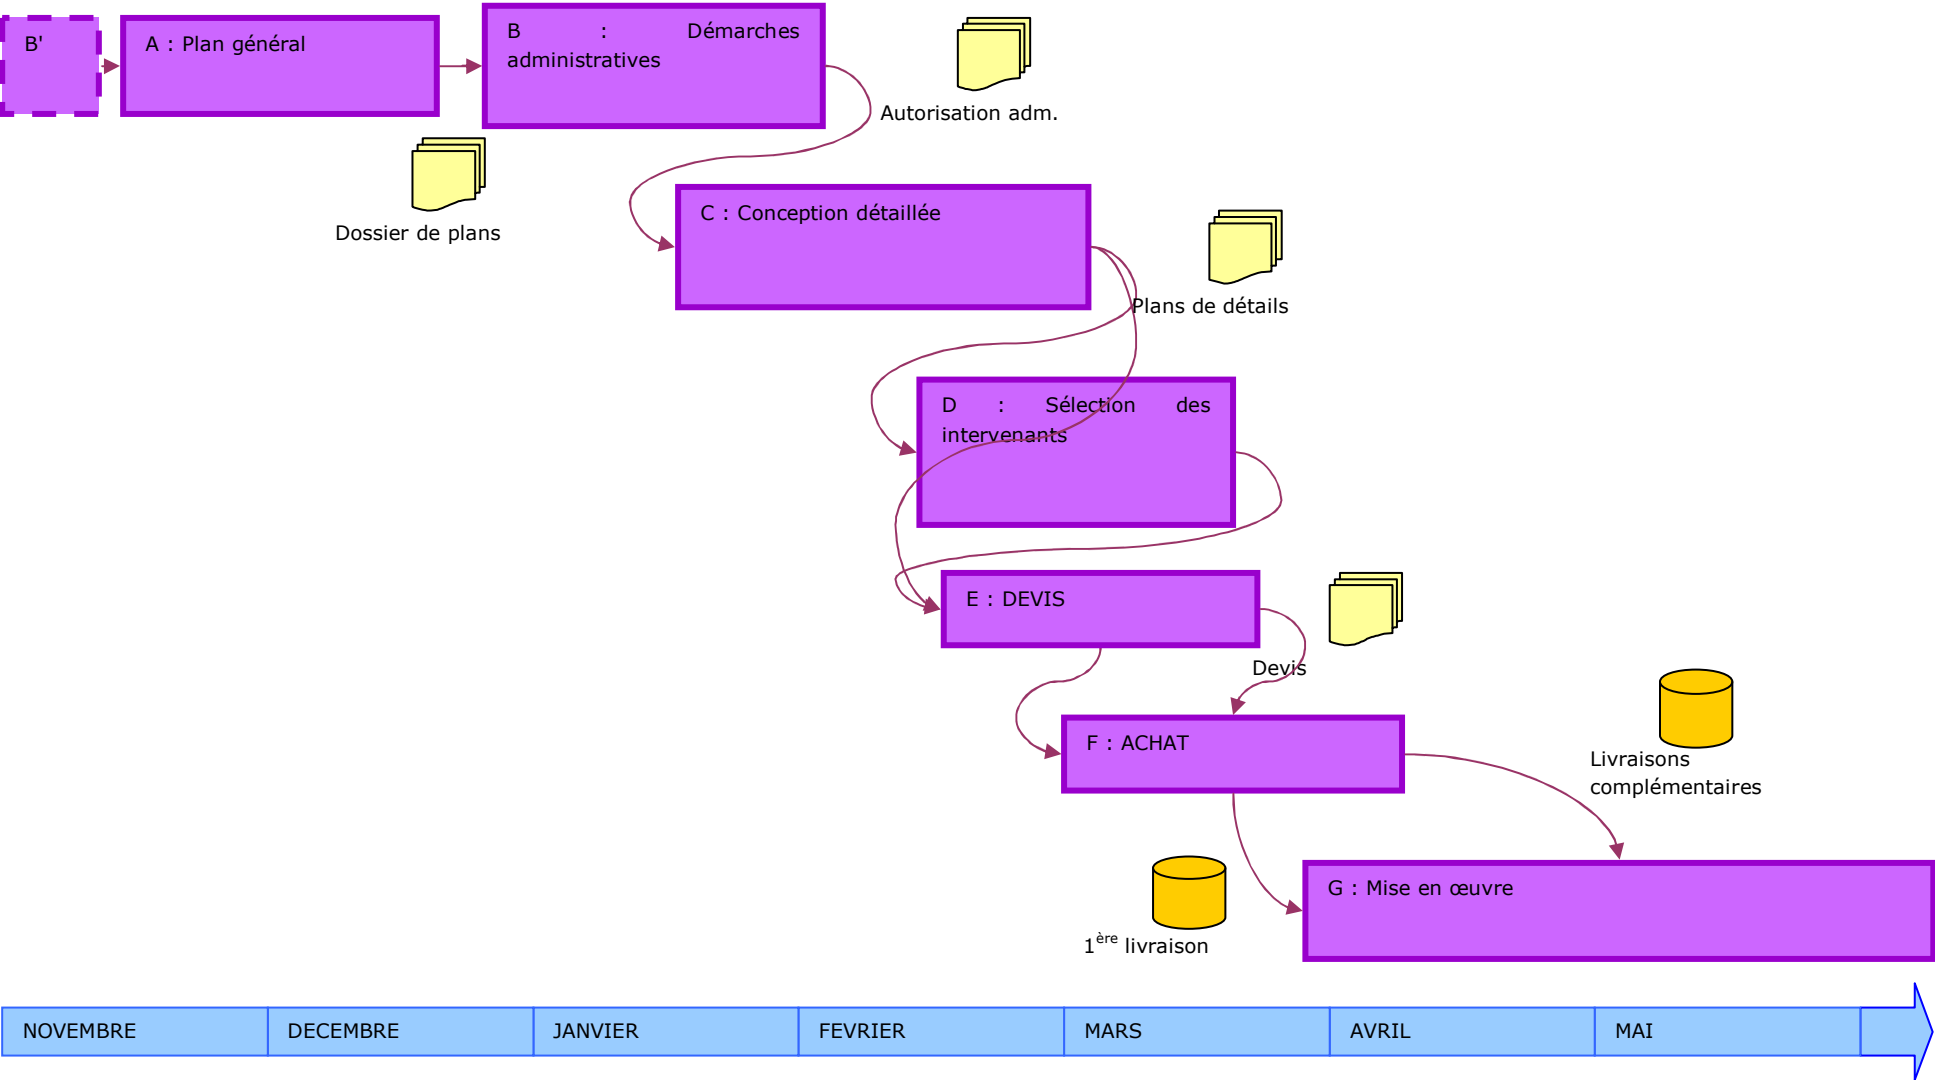 B'
A : Plan général
B : Démarches
administratives
Autorisation adm.
Dossier de plans
C : Conception détaillée
Plans de détails
D : Sélection des
intervenants
E : DEVIS
Devis
F : ACHAT
Livraisons
complémentaires
G : Mise en œuvre
1ère livraison
NOVEMBRE DECEMBRE JANVIER FEVRIER MARS AVRIL MAI